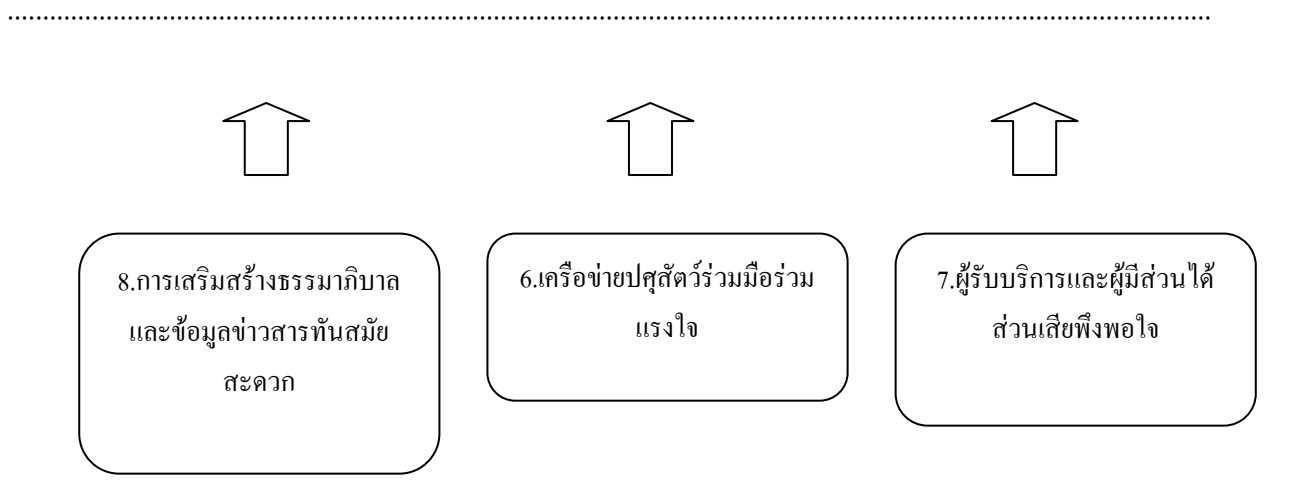 8.การเสริมสร้างธรรมาภิบาล
และข้อมูลข่าวสารทันสมัย
สะดวก
6.เครือข่ายปศุสัตว์ร่วมมือร่วม
แรงใจ
7.ผู้รับบริการและผู้มีส่วนได้
ส่วนเสียพึงพอใจ